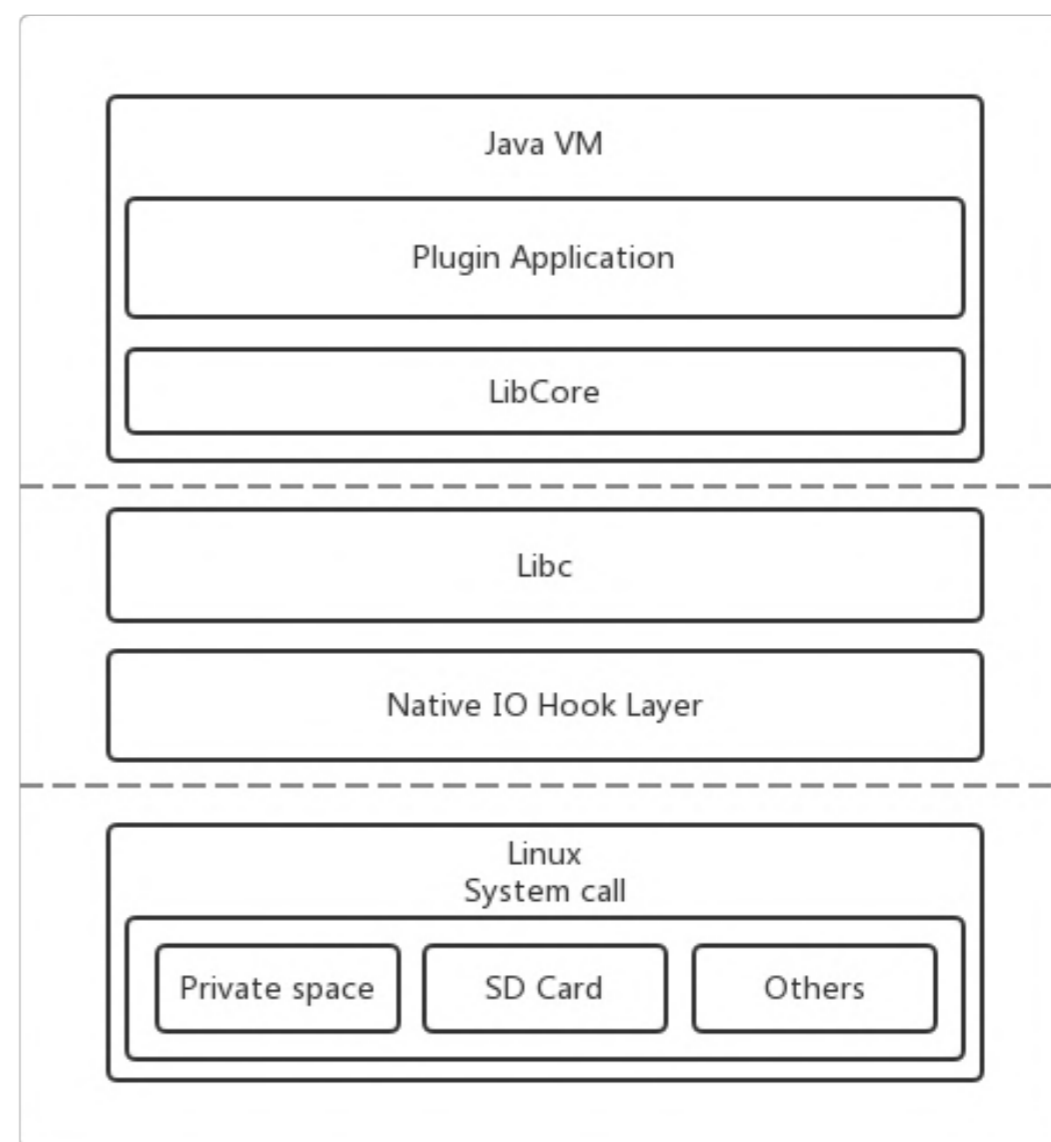 Java VM
Plugin Application
LibCore
Libc
Native IO Hook Layer
Linux
System call
Private space
SD Card
Others